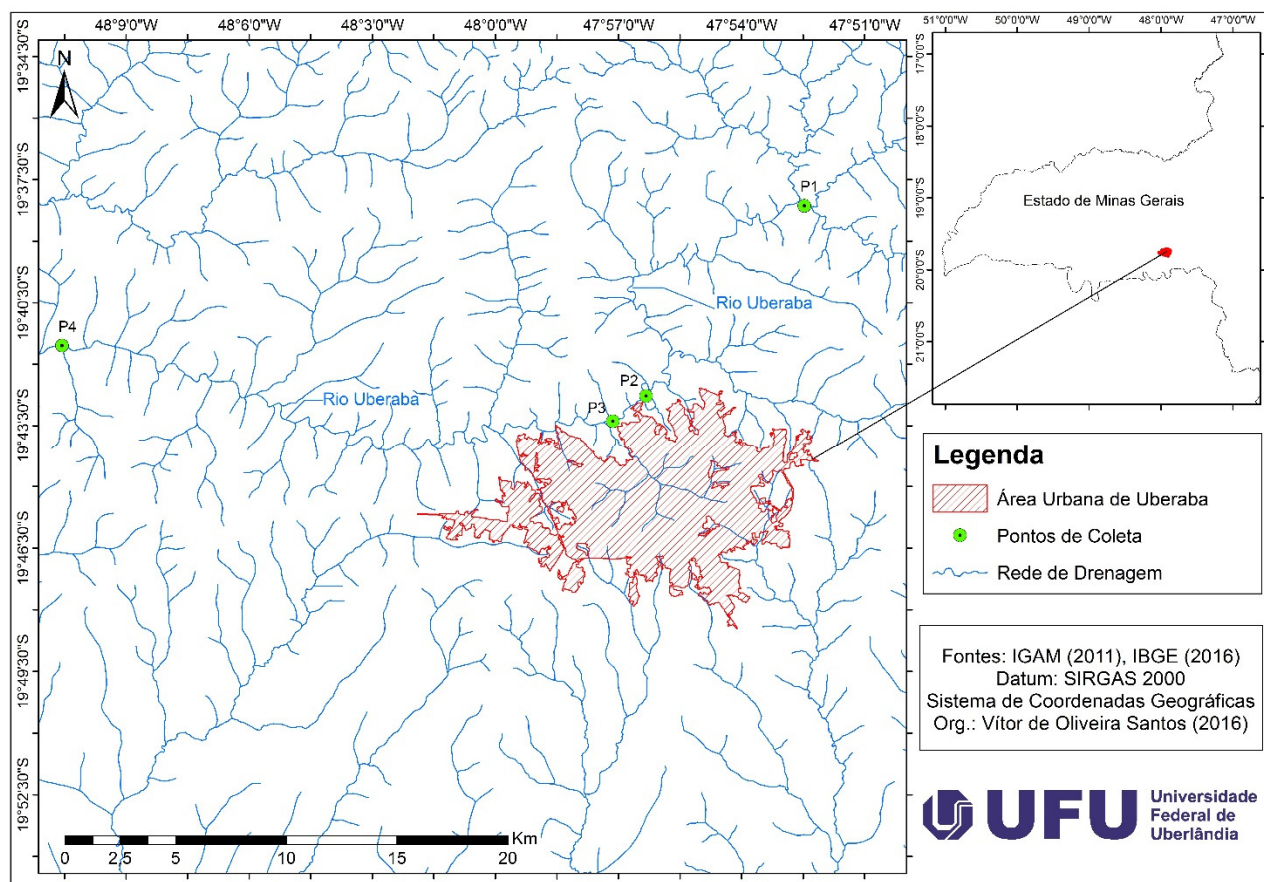 48°9'0"W 48°6'0"W 48°3'0"W 48°0'0"W 47°57'0"W 47°54'0"W 47°51'0"W
19°34'30"S
19°37'30"S
19°40'30"S
19°43'30"S
19°46'30"S
19°49'30"S
19°52'30"S
N
P1
Rio Uberaba
P4
P2
Rio Uberaba
P3
Km
0 2,5 5 10 15 20
51°0'0"W 50°0'0"W 49°0'0"W 48°0'0"W 47°0'0"W
17°0'0"S
18°0'0"S
19°0'0"S
20°0'0"S
21°0'0"S
Estado de Minas Gerais
Legenda
Área Urbana de Uberaba
Pontos de Coleta
Rede de Drenagem
Fontes: IGAM (2011), IBGE (2016)
Datum: SIRGAS 2000
Sistema de Coordenadas Geográficas
Org.: Vítor de Oliveira Santos (2016)
UFU
Universidade
Federal de
Uberlândia